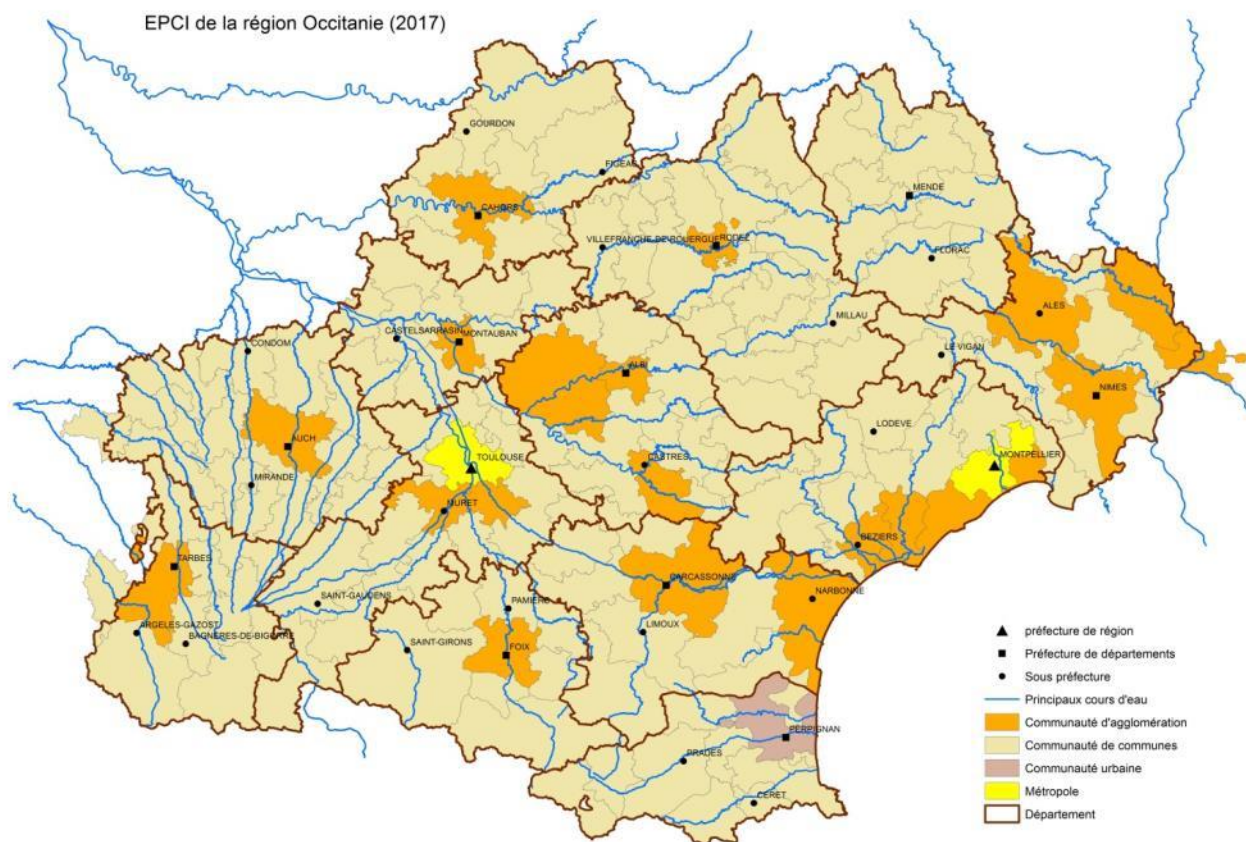 EPCI de la région Occitanie (2017)
GOURDON
FIGEAC
CAHORS
MENDE
VILLEFRANCHE-DE-ROUERGUE
RODEZ
FLORAC
ALES
MILLAU
CASTELSARRASIN
MONTAUBAN
CONDOM
LE VIGAN
ALBI
NIMES
LODEVE
AUCH
MONTPELLIER
TOULOUSE
CASTRES
MIRANDE
MURET
BEZIERS
TARBES
CARCASSONNE
NARBONNE
SAINT-GAUDENS
PAMIERS
ARGELES-GAZOST
LIMOUX
BAGNERES-DE-BIGORRE
SAINT-GIRONS
FOIX
PERPIGNAN
PRADES
CERET
préfecture de région
Préfecture de départements
Sous préfecture
Principaux cours d'eau
Communauté d'agglomération
Communauté de communes
Communauté urbaine
Métropole
Département